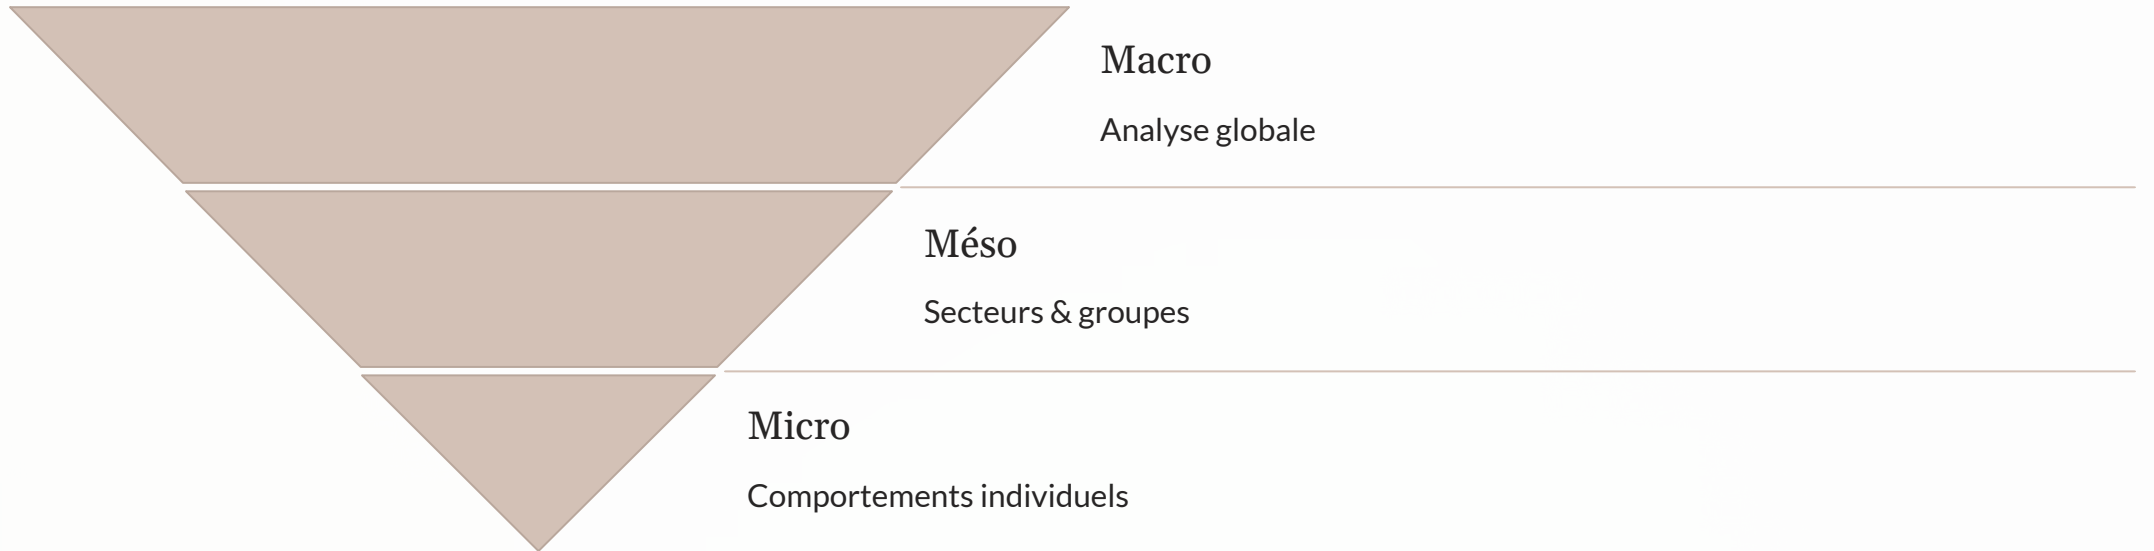 Macro
Analyse globale
Méso
Secteurs & groupes
Micro
Comportements individuels